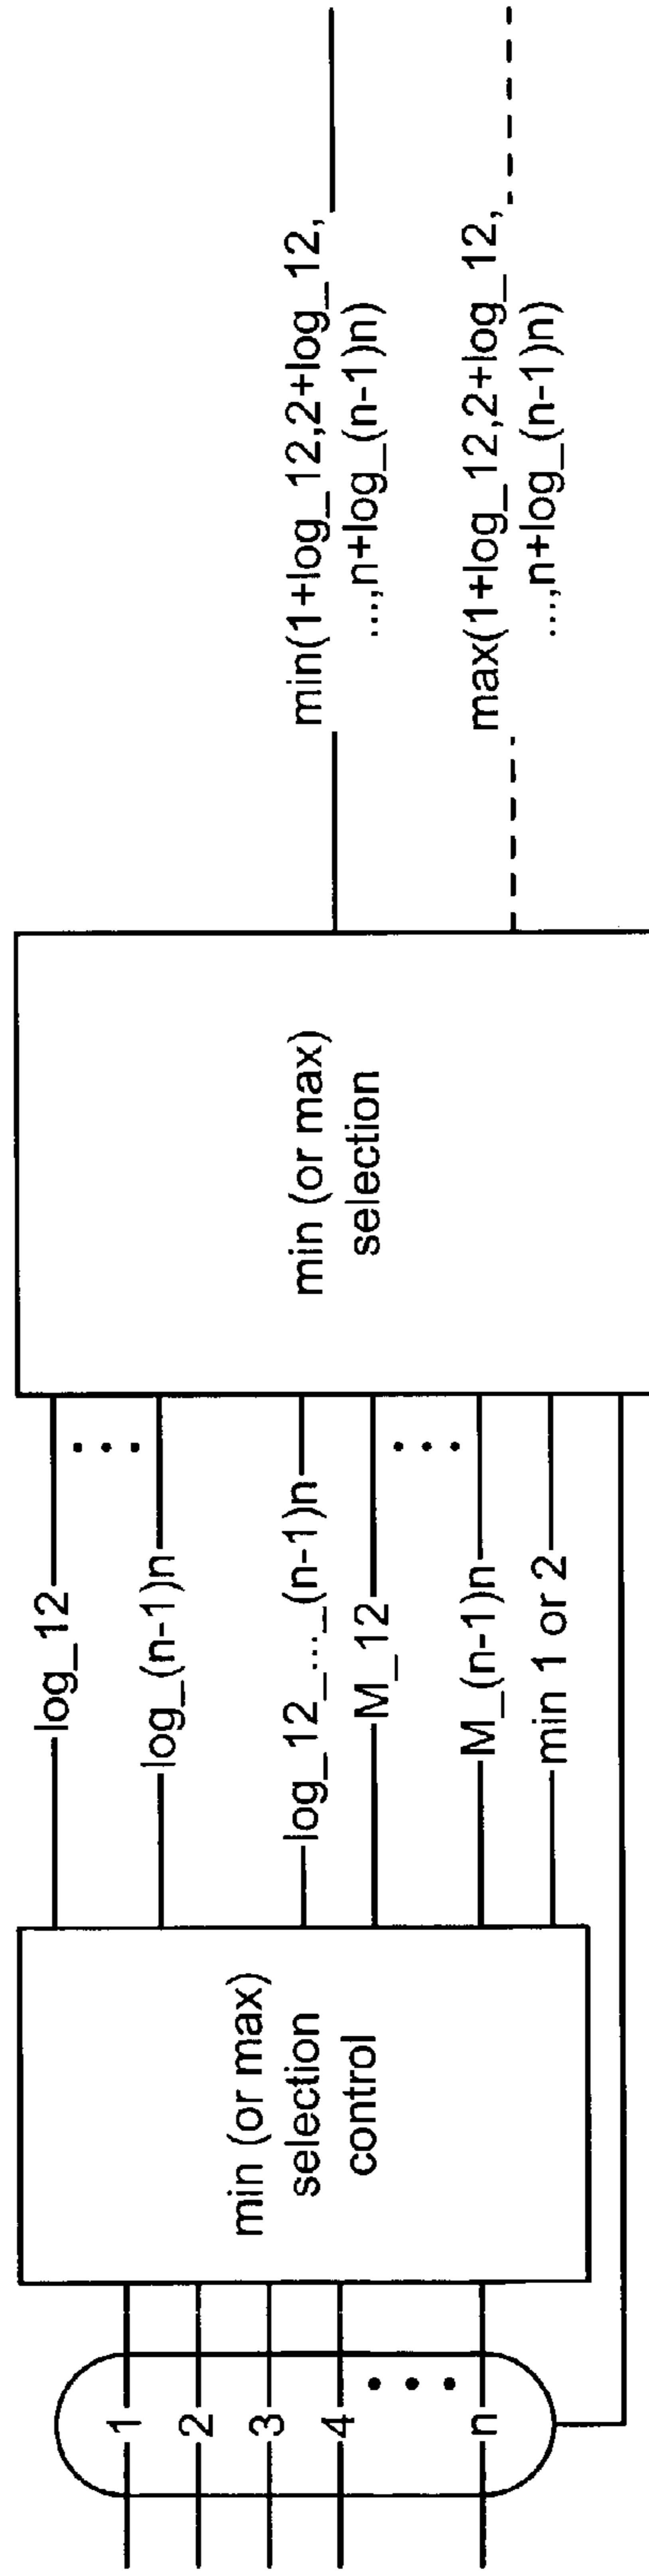 1
2
3
4
n
min (or max)
selection
control
log_12
log_(n-1)n
log_12_..._(n-1)n
M_12
M_(n-1)n
min 1 or 2
min (or max)
selection
min(1+log_12,2+log_12,
...,n+log_(n-1)n)
max(1+log_12,2+log_12,
...,n+log_(n-1)n)